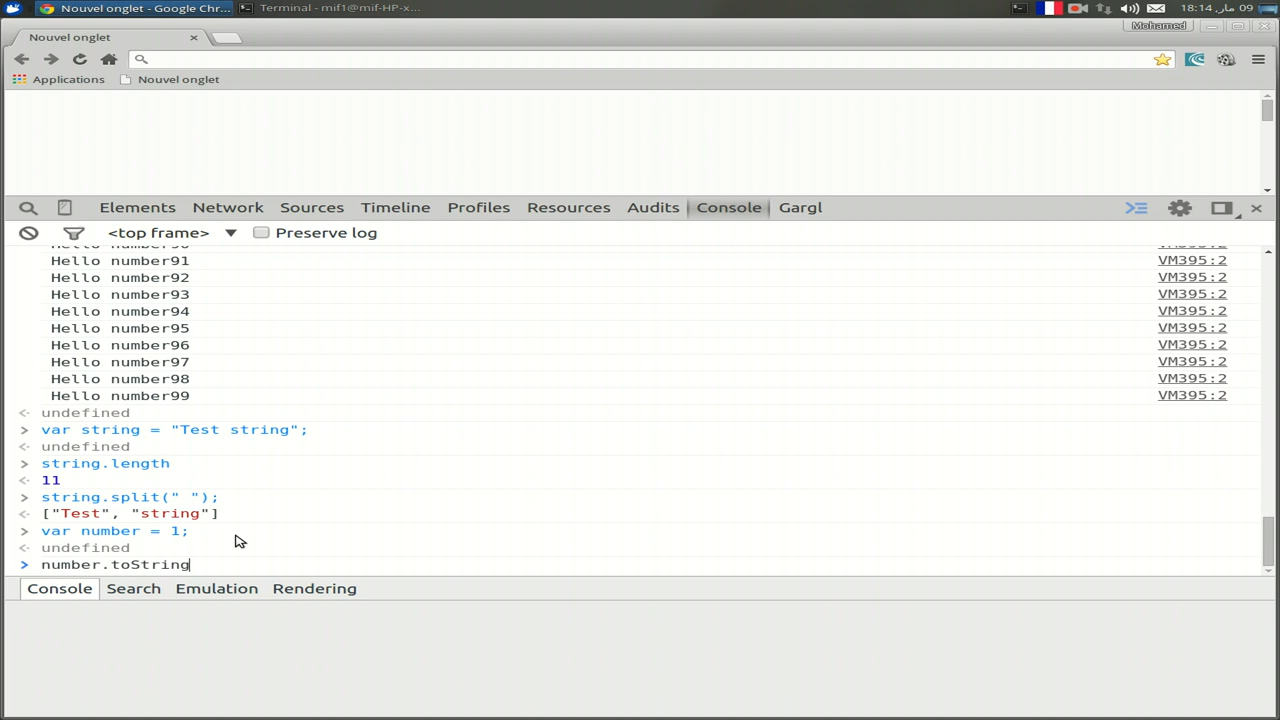 Nouvel onglet - Google Chr... Terminal - mif1@mif-HP-x... 18:14 ,مار 09
Nouvel onglet × Mohamed
Applications Nouvel onglet
Elements Network Sources Timeline Profiles Resources Audits Console Gargl
<top frame> Preserve log
Hello number91 VM395:2
Hello number92 VM395:2
Hello number93 VM395:2
Hello number94 VM395:2
Hello number95 VM395:2
Hello number96 VM395:2
Hello number97 VM395:2
Hello number98 VM395:2
Hello number99 VM395:2
undefined
> var string = "Test string";
undefined
> string.length
11
> string.split(" ");
["Test", "string"]
> var number = 1;
undefined
> number.toString
Console Search Emulation Rendering